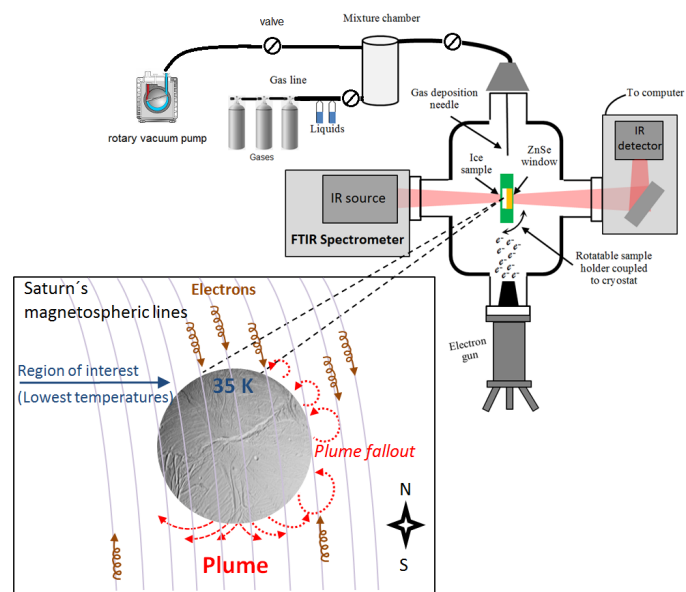 valve
Mixture chamber
Gas line
Liquids
Gases
rotary vacuum pump
Gas deposition
needle
To computer
IR
detector
ZnSe
window
Ice
sample
IR source
FTIR Spectrometer
e⁻ e⁻
e⁻ e⁻
e⁻ e⁻
e⁻ e⁻
e⁻ e⁻
Rotatable sample
holder coupled
to cryostat
Electron
gun
Saturn´s
magnetospheric lines
Electrons
Region of interest
(Lowest temperatures)
35 K
Plume fallout
Plume
N
S